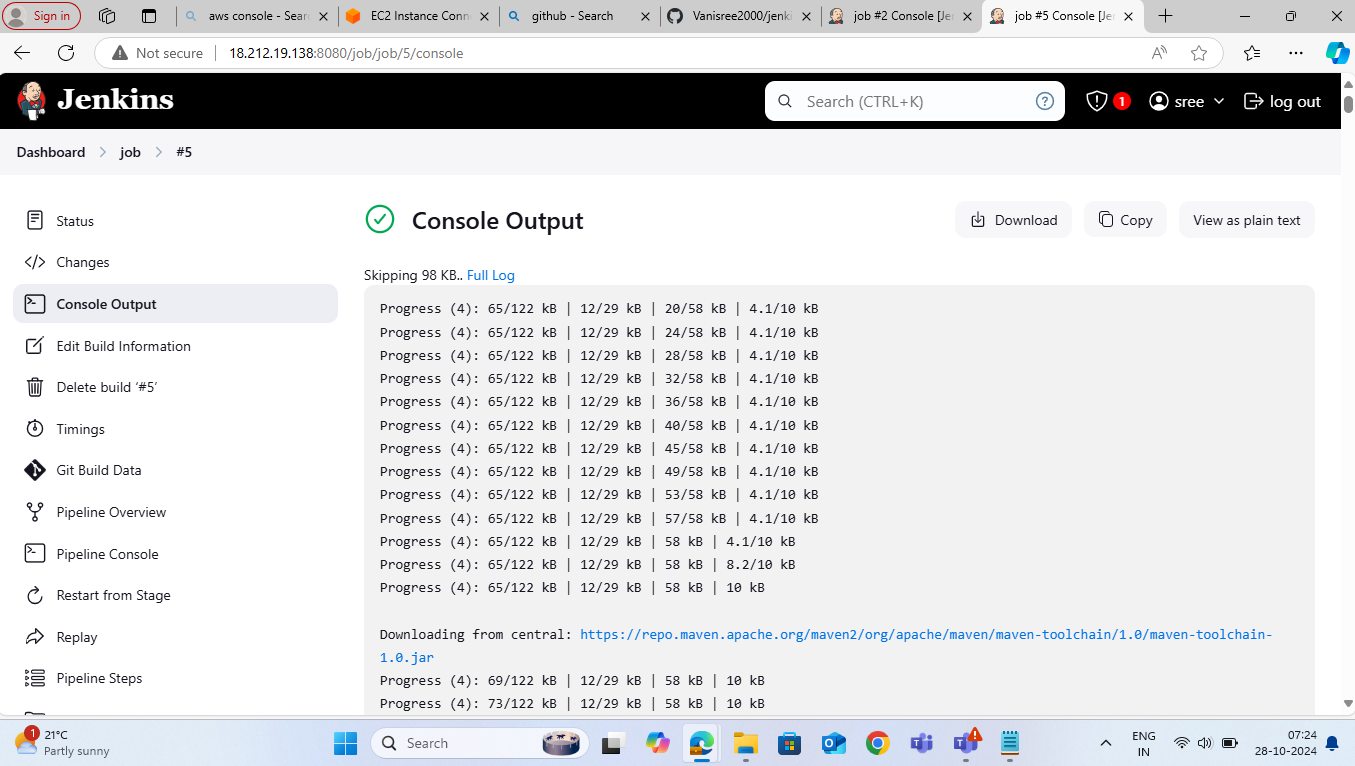 Sign in
aws console - Sear
EC2 Instance Conn
github - Search
Vanisree2000/jenki
job #2 Console [Jen
job #5 Console [Jen
Not secure
18.212.19.138:8080/job/job/5/console
Jenkins
Search (CTRL+K)
1
sree
log out
Dashboard
job
#5
Status
Changes
Console Output
Edit Build Information
Delete build ‘#5’
Timings
Git Build Data
Pipeline Overview
Pipeline Console
Restart from Stage
Replay
Pipeline Steps
Console Output
Download
Copy
View as plain text
Skipping 98 KB.. Full Log
Progress (4): 65/122 kB | 12/29 kB | 20/58 kB | 4.1/10 kB
Progress (4): 65/122 kB | 12/29 kB | 24/58 kB | 4.1/10 kB
Progress (4): 65/122 kB | 12/29 kB | 28/58 kB | 4.1/10 kB
Progress (4): 65/122 kB | 12/29 kB | 32/58 kB | 4.1/10 kB
Progress (4): 65/122 kB | 12/29 kB | 36/58 kB | 4.1/10 kB
Progress (4): 65/122 kB | 12/29 kB | 40/58 kB | 4.1/10 kB
Progress (4): 65/122 kB | 12/29 kB | 45/58 kB | 4.1/10 kB
Progress (4): 65/122 kB | 12/29 kB | 49/58 kB | 4.1/10 kB
Progress (4): 65/122 kB | 12/29 kB | 53/58 kB | 4.1/10 kB
Progress (4): 65/122 kB | 12/29 kB | 57/58 kB | 4.1/10 kB
Progress (4): 65/122 kB | 12/29 kB | 58 kB | 4.1/10 kB
Progress (4): 65/122 kB | 12/29 kB | 58 kB | 8.2/10 kB
Progress (4): 65/122 kB | 12/29 kB | 58 kB | 10 kB
Downloading from central: https://repo.maven.apache.org/maven2/org/apache/maven/maven-toolchain/1.0/maven-toolchain-
1.0.jar
Progress (4): 69/122 kB | 12/29 kB | 58 kB | 10 kB
Progress (4): 73/122 kB | 12/29 kB | 58 kB | 10 kB
1
21°C
Partly sunny
Search
ENG
IN
07:24
28-10-2024